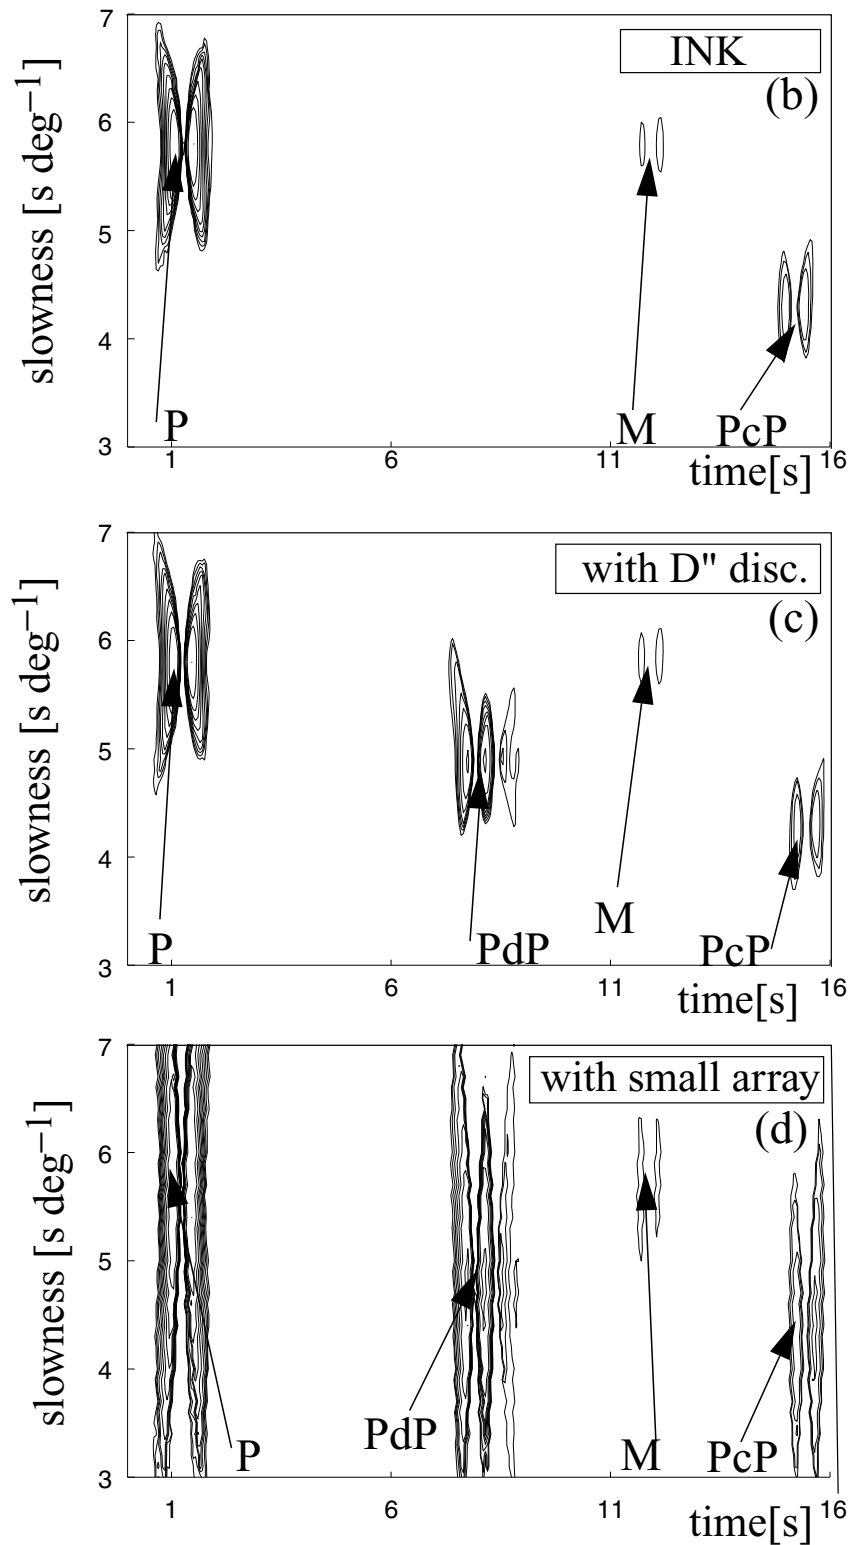 7
INK
(b)
6
slowness [s deg−1]
5
4
P
M
PcP
3
1
6
11
16
time[s]
7
with D" disc.
(c)
6
slowness [s deg−1]
5
4
P
PdP
M
PcP
3
1
6
11
16
time[s]
7
with small array
(d)
6
slowness [s deg−1]
5
4
P
PdP
M
PcP
3
1
6
11
16
time[s]